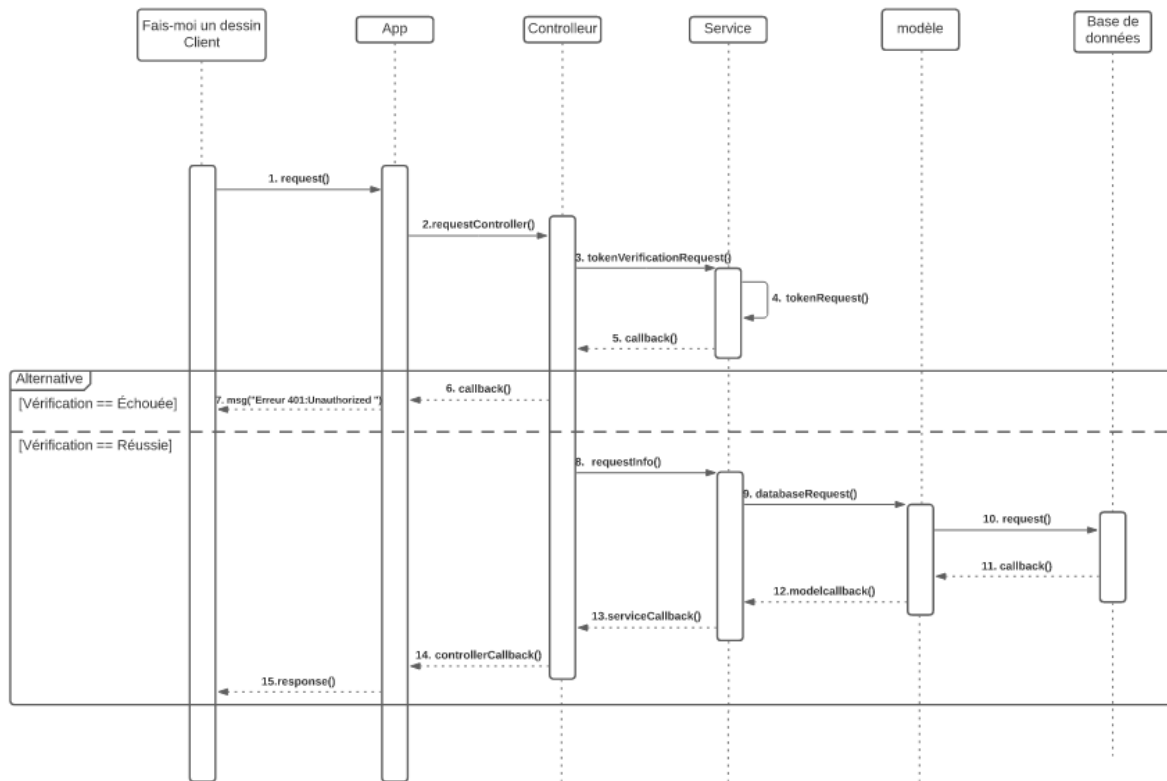 Fais-moi un dessin
Client
App
Controlleur
Service
modèle
Base de
données
1. request()
2.requestController()
3. tokenVerificationRequest()
4. tokenRequest()
5. callback()
Alternative
6. callback()
[Vérification == Échouée]
7. msg("Erreur 401:Unauthorized ")
[Vérification == Réussie]
8. requestInfo()
9. databaseRequest()
10. request()
11. callback()
12.modelcallback()
13.serviceCallback()
14. controllerCallback()
15.response()